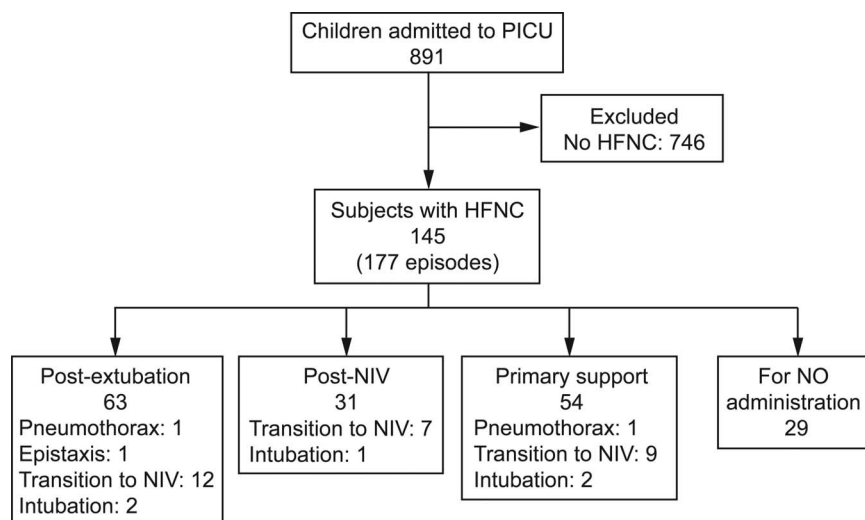 Children admitted to PICU
891
Excluded
No HFNC: 746
Subjects with HFNC
145
(177 episodes)
Post-extubation
63
Pneumothorax: 1
Epistaxis: 1
Transition to NIV: 12
Intubation: 2
Post-NIV
31
Transition to NIV: 7
Intubation: 1
Primary support
54
Pneumothorax: 1
Transition to NIV: 9
Intubation: 2
For NO
administration
29